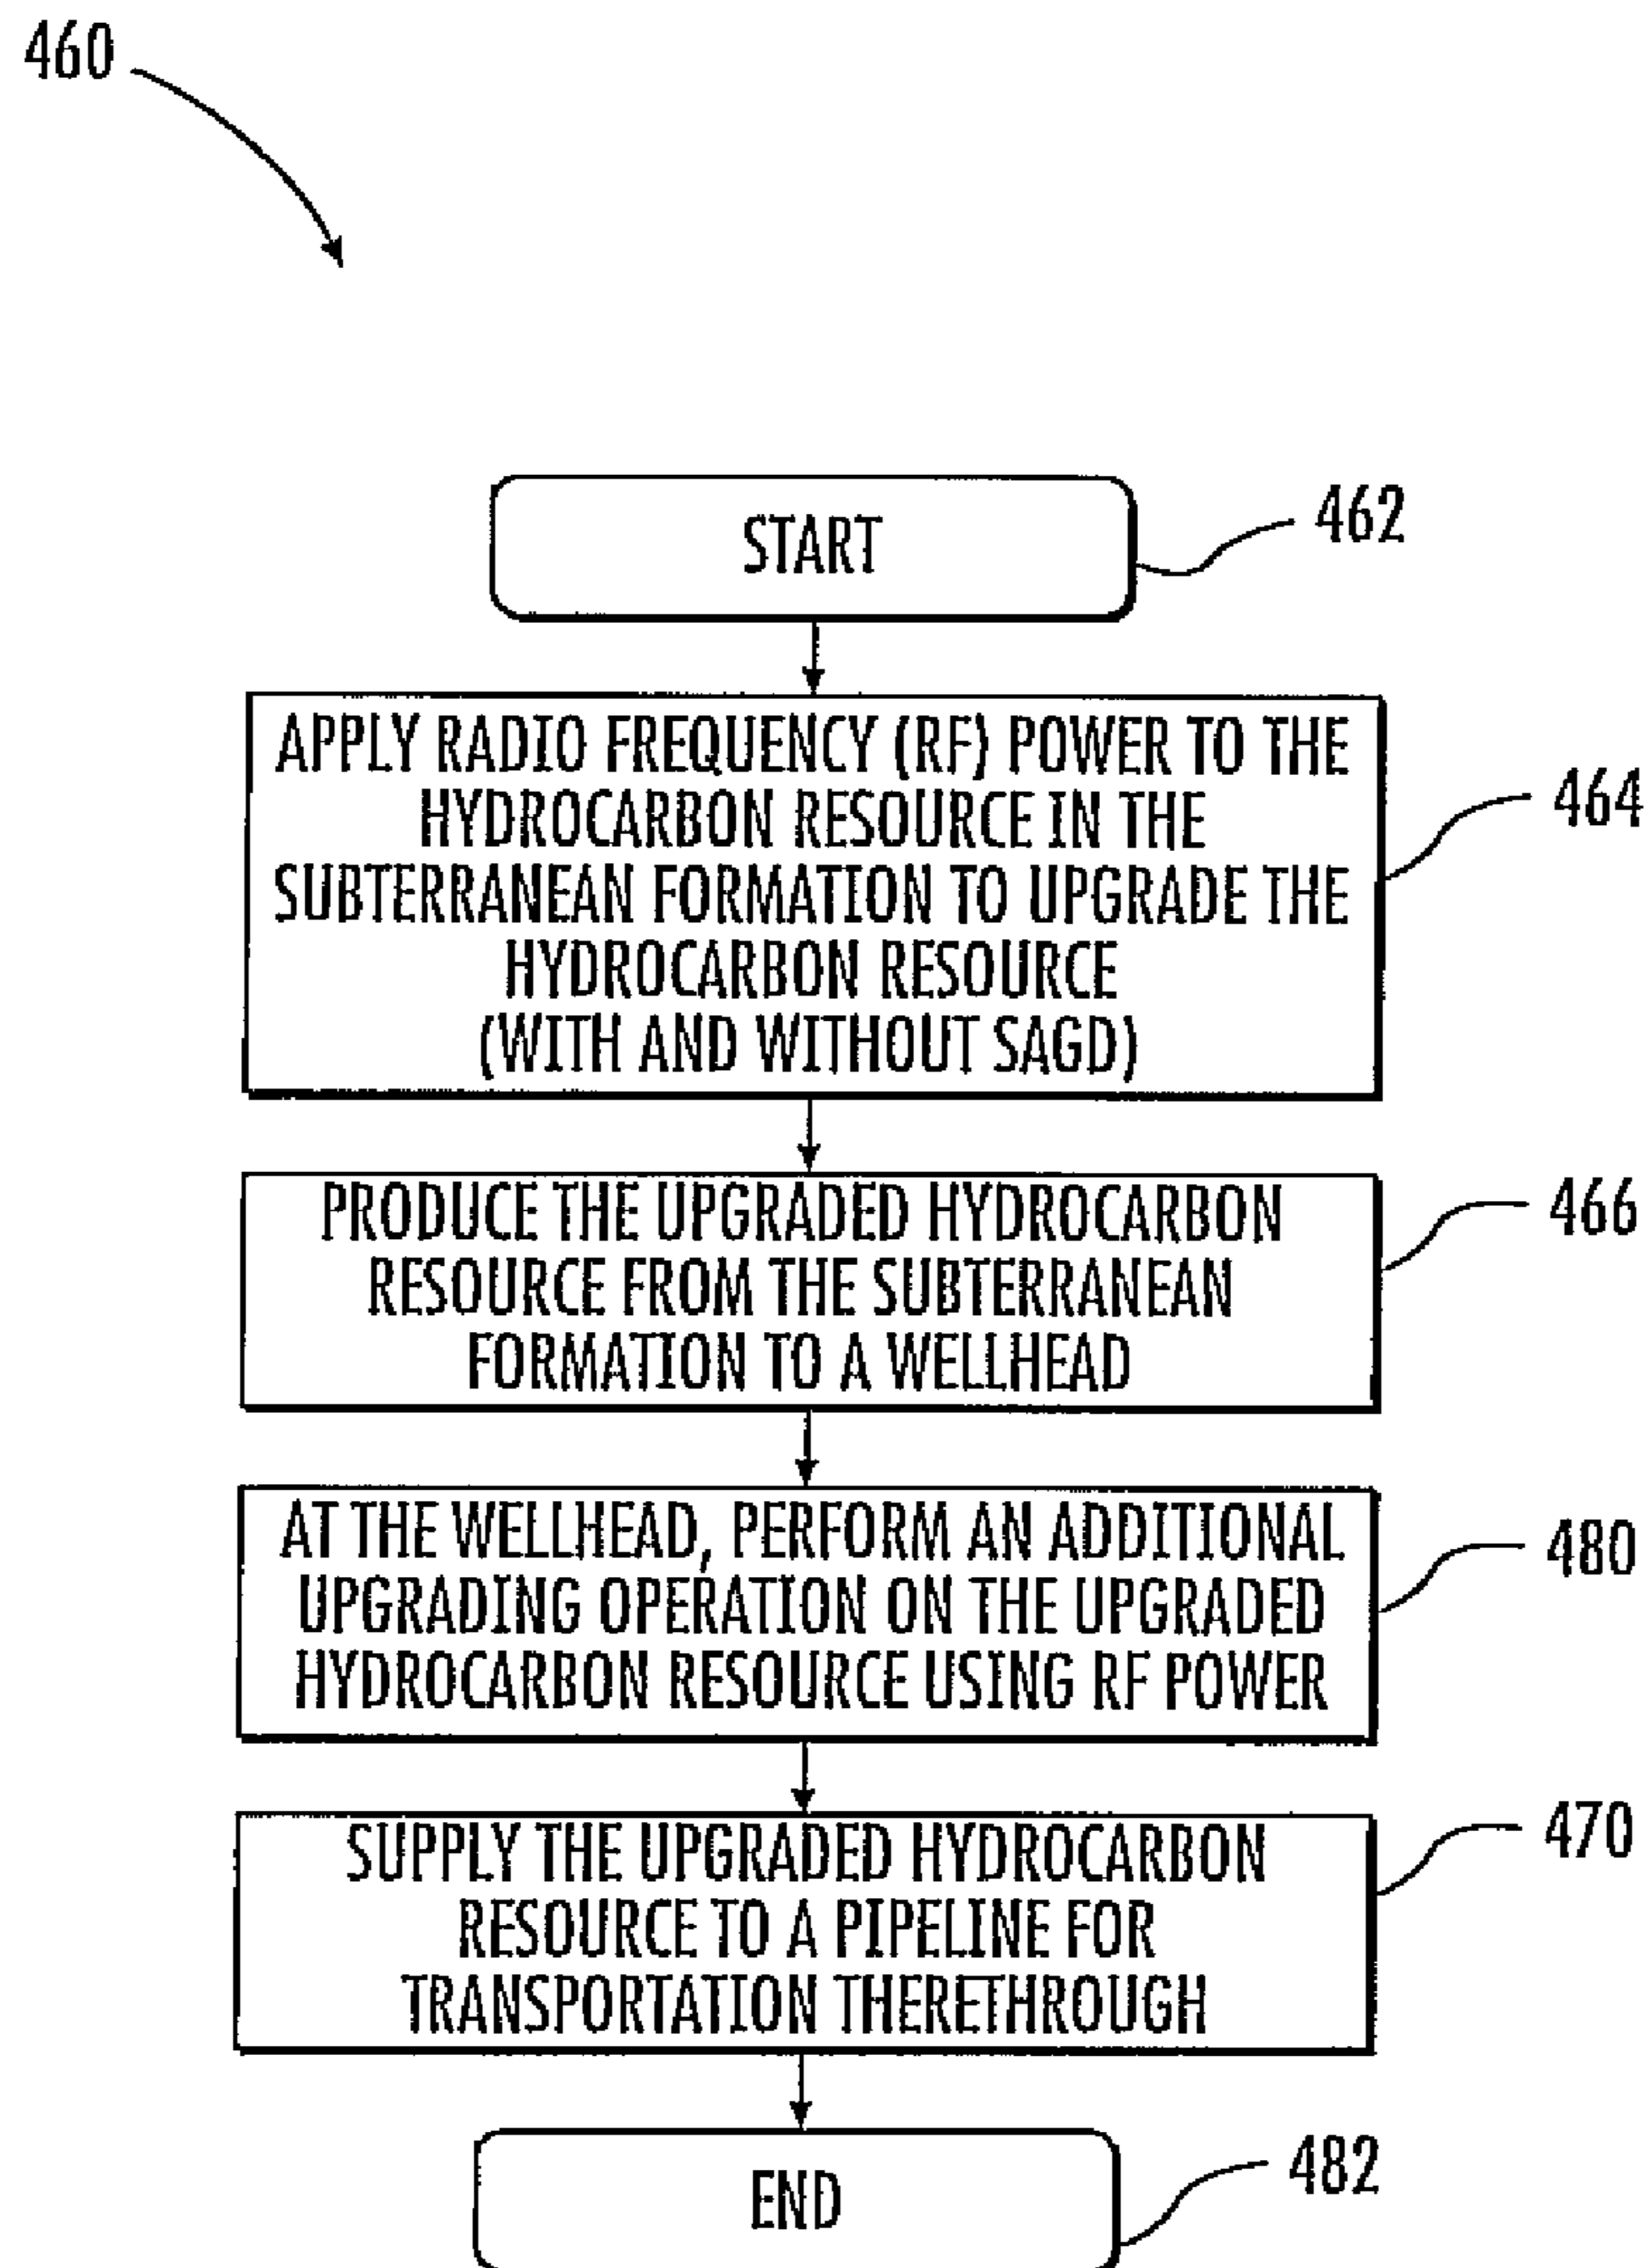 460
START
462
APPLY RADIO FREQUENCY (RF) POWER TO THE
HYDROCARBON RESOURCE IN THE
SUBTERRANEAN FORMATION TO UPGRADE THE
HYDROCARBON RESOURCE
(WITH AND WITHOUT SAGD)
464
PRODUCE THE UPGRADED HYDROCARBON
RESOURCE FROM THE SUBTERRANEAN
FORMATION TO A WELLHEAD
466
AT THE WELLHEAD, PERFORM AN ADDITIONAL
UPGRADING OPERATION ON THE UPGRADED
HYDROCARBON RESOURCE USING RF POWER
480
SUPPLY THE UPGRADED HYDROCARBON
RESOURCE TO A PIPELINE FOR
TRANSPORTATION THERETHROUGH
470
END
482